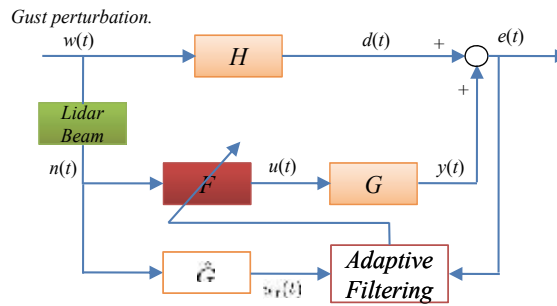 Gust perturbation.
w(t)
H
d(t)
+
e(t)
+
Lidar
Beam
n(t)
F
u(t)
G
y(t)
Ĝ
Adaptive
Filtering